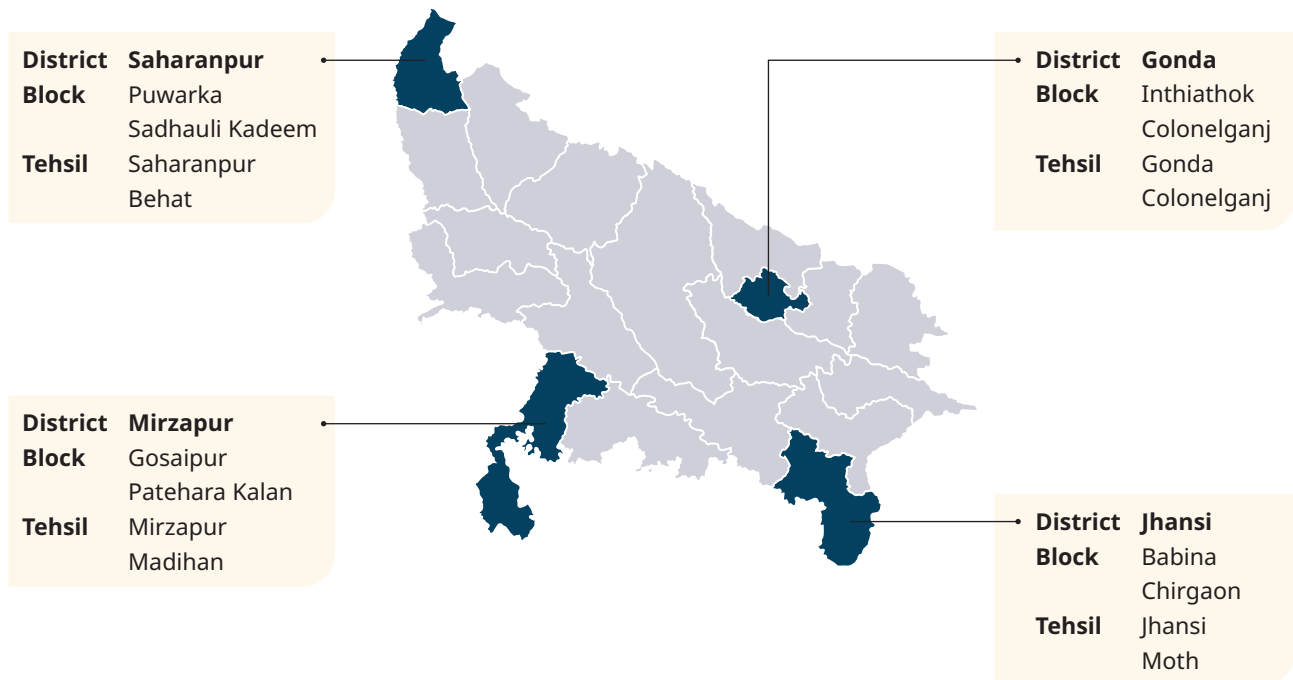 District Saharanpur
Block Puwarka
Sadhauli Kadeem
Tehsil Saharanpur
Behat
District Gonda
Block Inthiathok
Colonelganj
Tehsil Gonda
Colonelganj
District Mirzapur
Block Gosaipur
Patehara Kalan
Tehsil Mirzapur
Madihan
District Jhansi
Block Babina
Chirgaon
Tehsil Jhansi
Moth